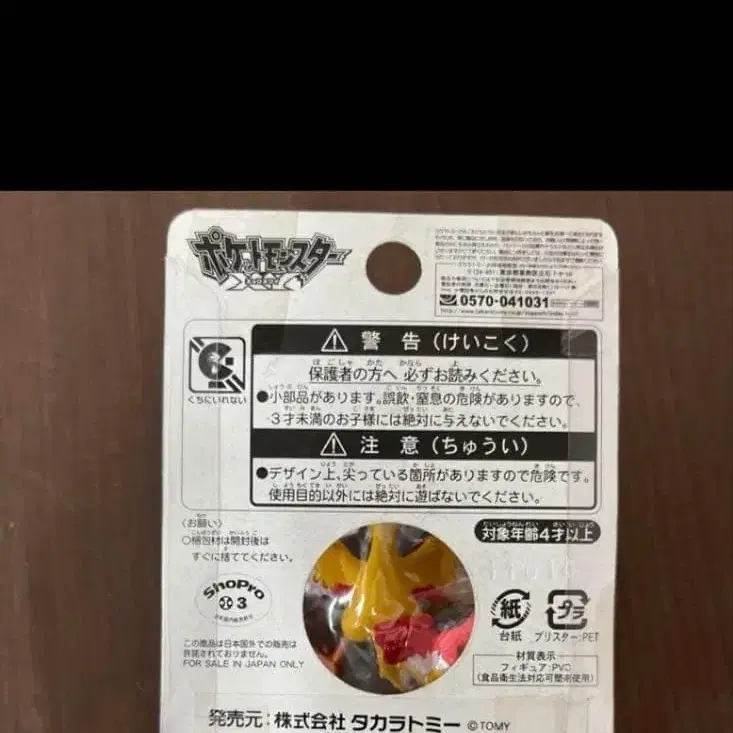 ポケットモンスター
0570-041031
くちにいれない
警告(けいこく)
保護者の方へ 必ずお読みください。
●小部品があります。誤飲・窒息の危険がありますので、
3才未満のお子様には絶対に与えないでください。
注意(ちゅうい)
●デザイン上、尖っている箇所がありますので危険です。
使用目的以外には絶対に遊ばないでください。
〈お願い〉
○梱包材は開封後は
すぐに捨ててください。
対象年齢4才以上
ShoPro
3
この商品は日本国外での販売は
許諾されておりません。
FOR SALE IN JAPAN ONLY
紙
台紙
プラ
ブリスター:PET
材質表示
フィギュア:PVC
(食品衛生法対応可塑剤使用)
発売元:株式会社 タカラトミー ©TOMY